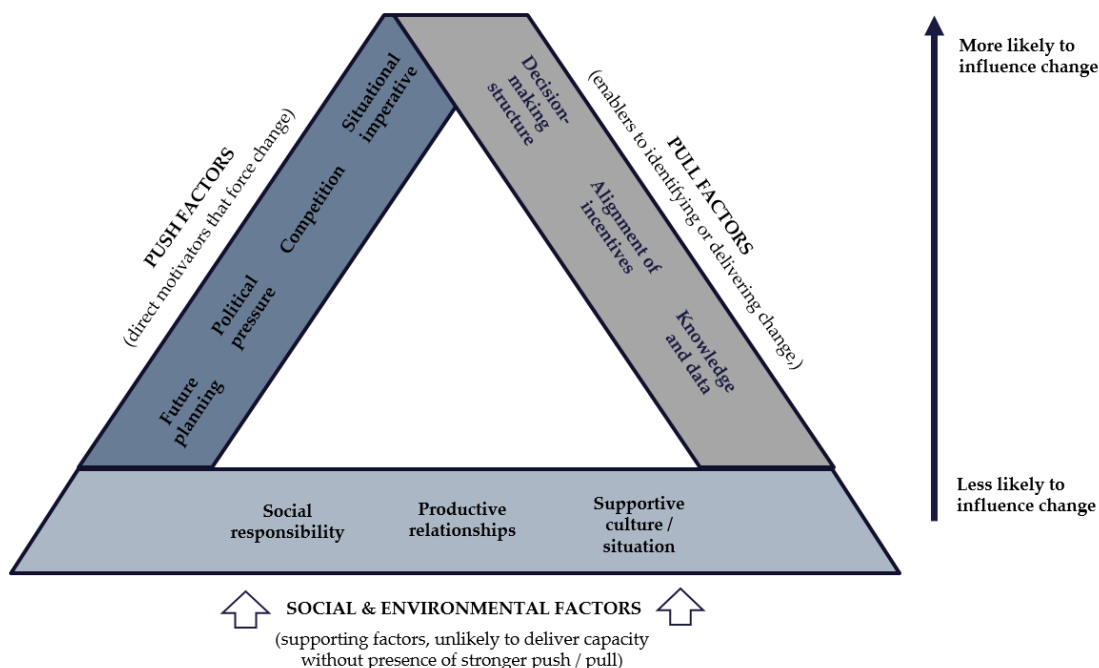 PUSH FACTORS
(direct motivators that force change)
Situational
imperative
Competition
Political
pressure
Future
planning
Decision-
making
structure
Alignment of
incentives
Knowledge
and data
PULL FACTORS
(enablers to identifying or delivering change,)
More likely to
influence change
Less likely to
influence change
Social
responsibility
Productive
relationships
Supportive
culture /
situation
SOCIAL & ENVIRONMENTAL FACTORS
(supporting factors, unlikely to deliver capacity
without presence of stronger push / pull)